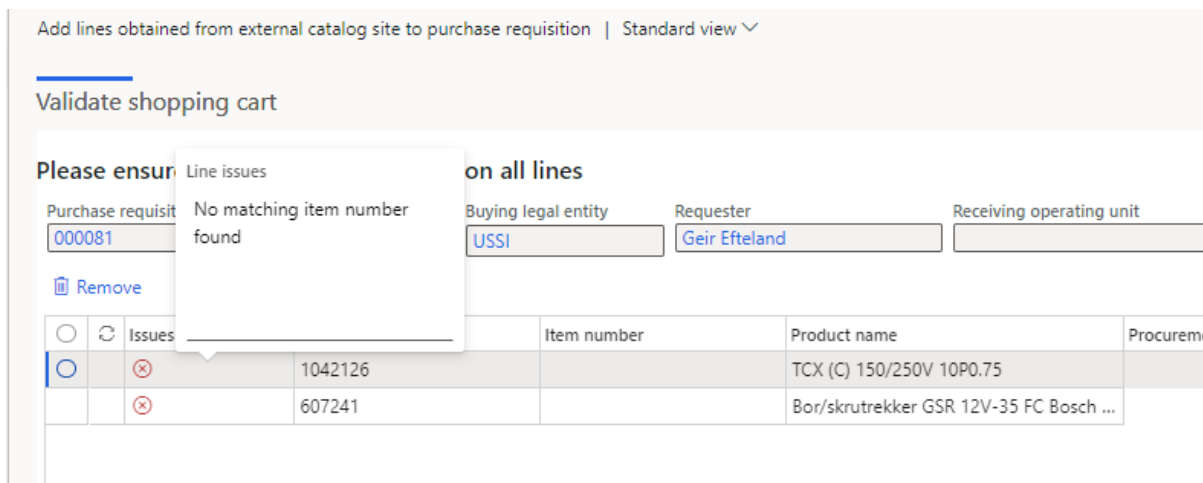 Add lines obtained from external catalog site to purchase requisition | Standard view
Validate shopping cart
Please ensur on all lines
Line issues
No matching item number
found
Purchase requisit Buying legal entity Requester Receiving operating unit
000081 USSI Geir Efteland
Remove
Issues Item number Product name Procureme
1042126 TCX (C) 150/250V 10P0.75
607241 Bor/skrutrekker GSR 12V-35 FC Bosch ...